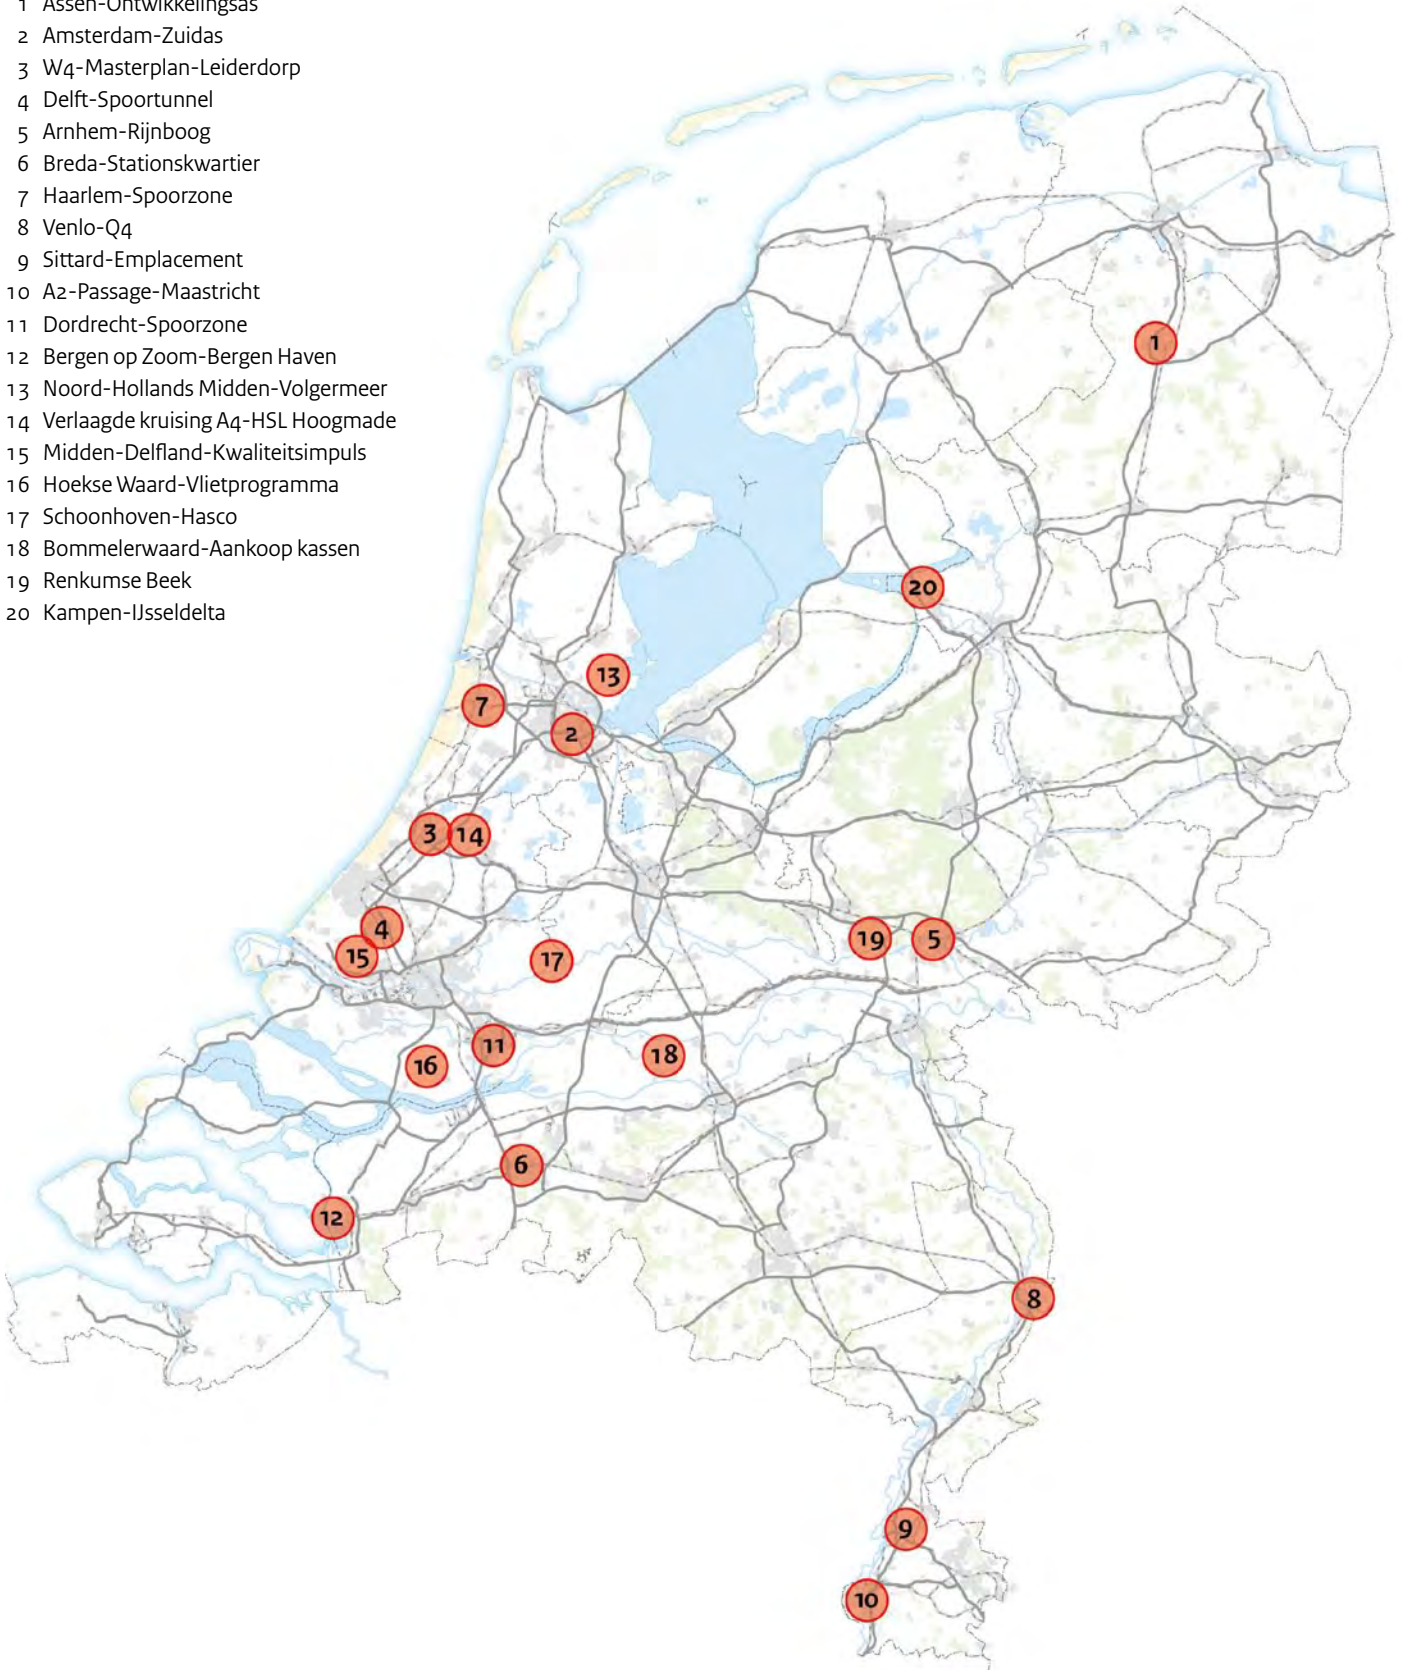 1 Assen-Ontwikkelingsas
2 Amsterdam-Zuidas
3 W4-Masterplan-Leiderdorp
4 Delft-Spoortunnel
5 Arnhem-Rijnboog
6 Breda-Stationskwartier
7 Haarlem-Spoorzone
8 Venlo-Q4
9 Sittard-Emplacement
10 A2-Passage-Maastricht
11 Dordrecht-Spoorzone
12 Bergen op Zoom-Bergen Haven
13 Noord-Hollands Midden-Volgermeer
14 Verlaagde kruising A4-HSL Hoogmade
15 Midden-Delfland-Kwaliteitsimpuls
16 Hoekse Waard-Vlietprogramma
17 Schoonhoven-Hasco
18 Bommelerwaard-Aankoop kassen
19 Renkumse Beek
20 Kampen-IJsseldelta
1
20
13
7
2
3 14
4
15
17
19 5
11
16
18
6
12
8
9
10